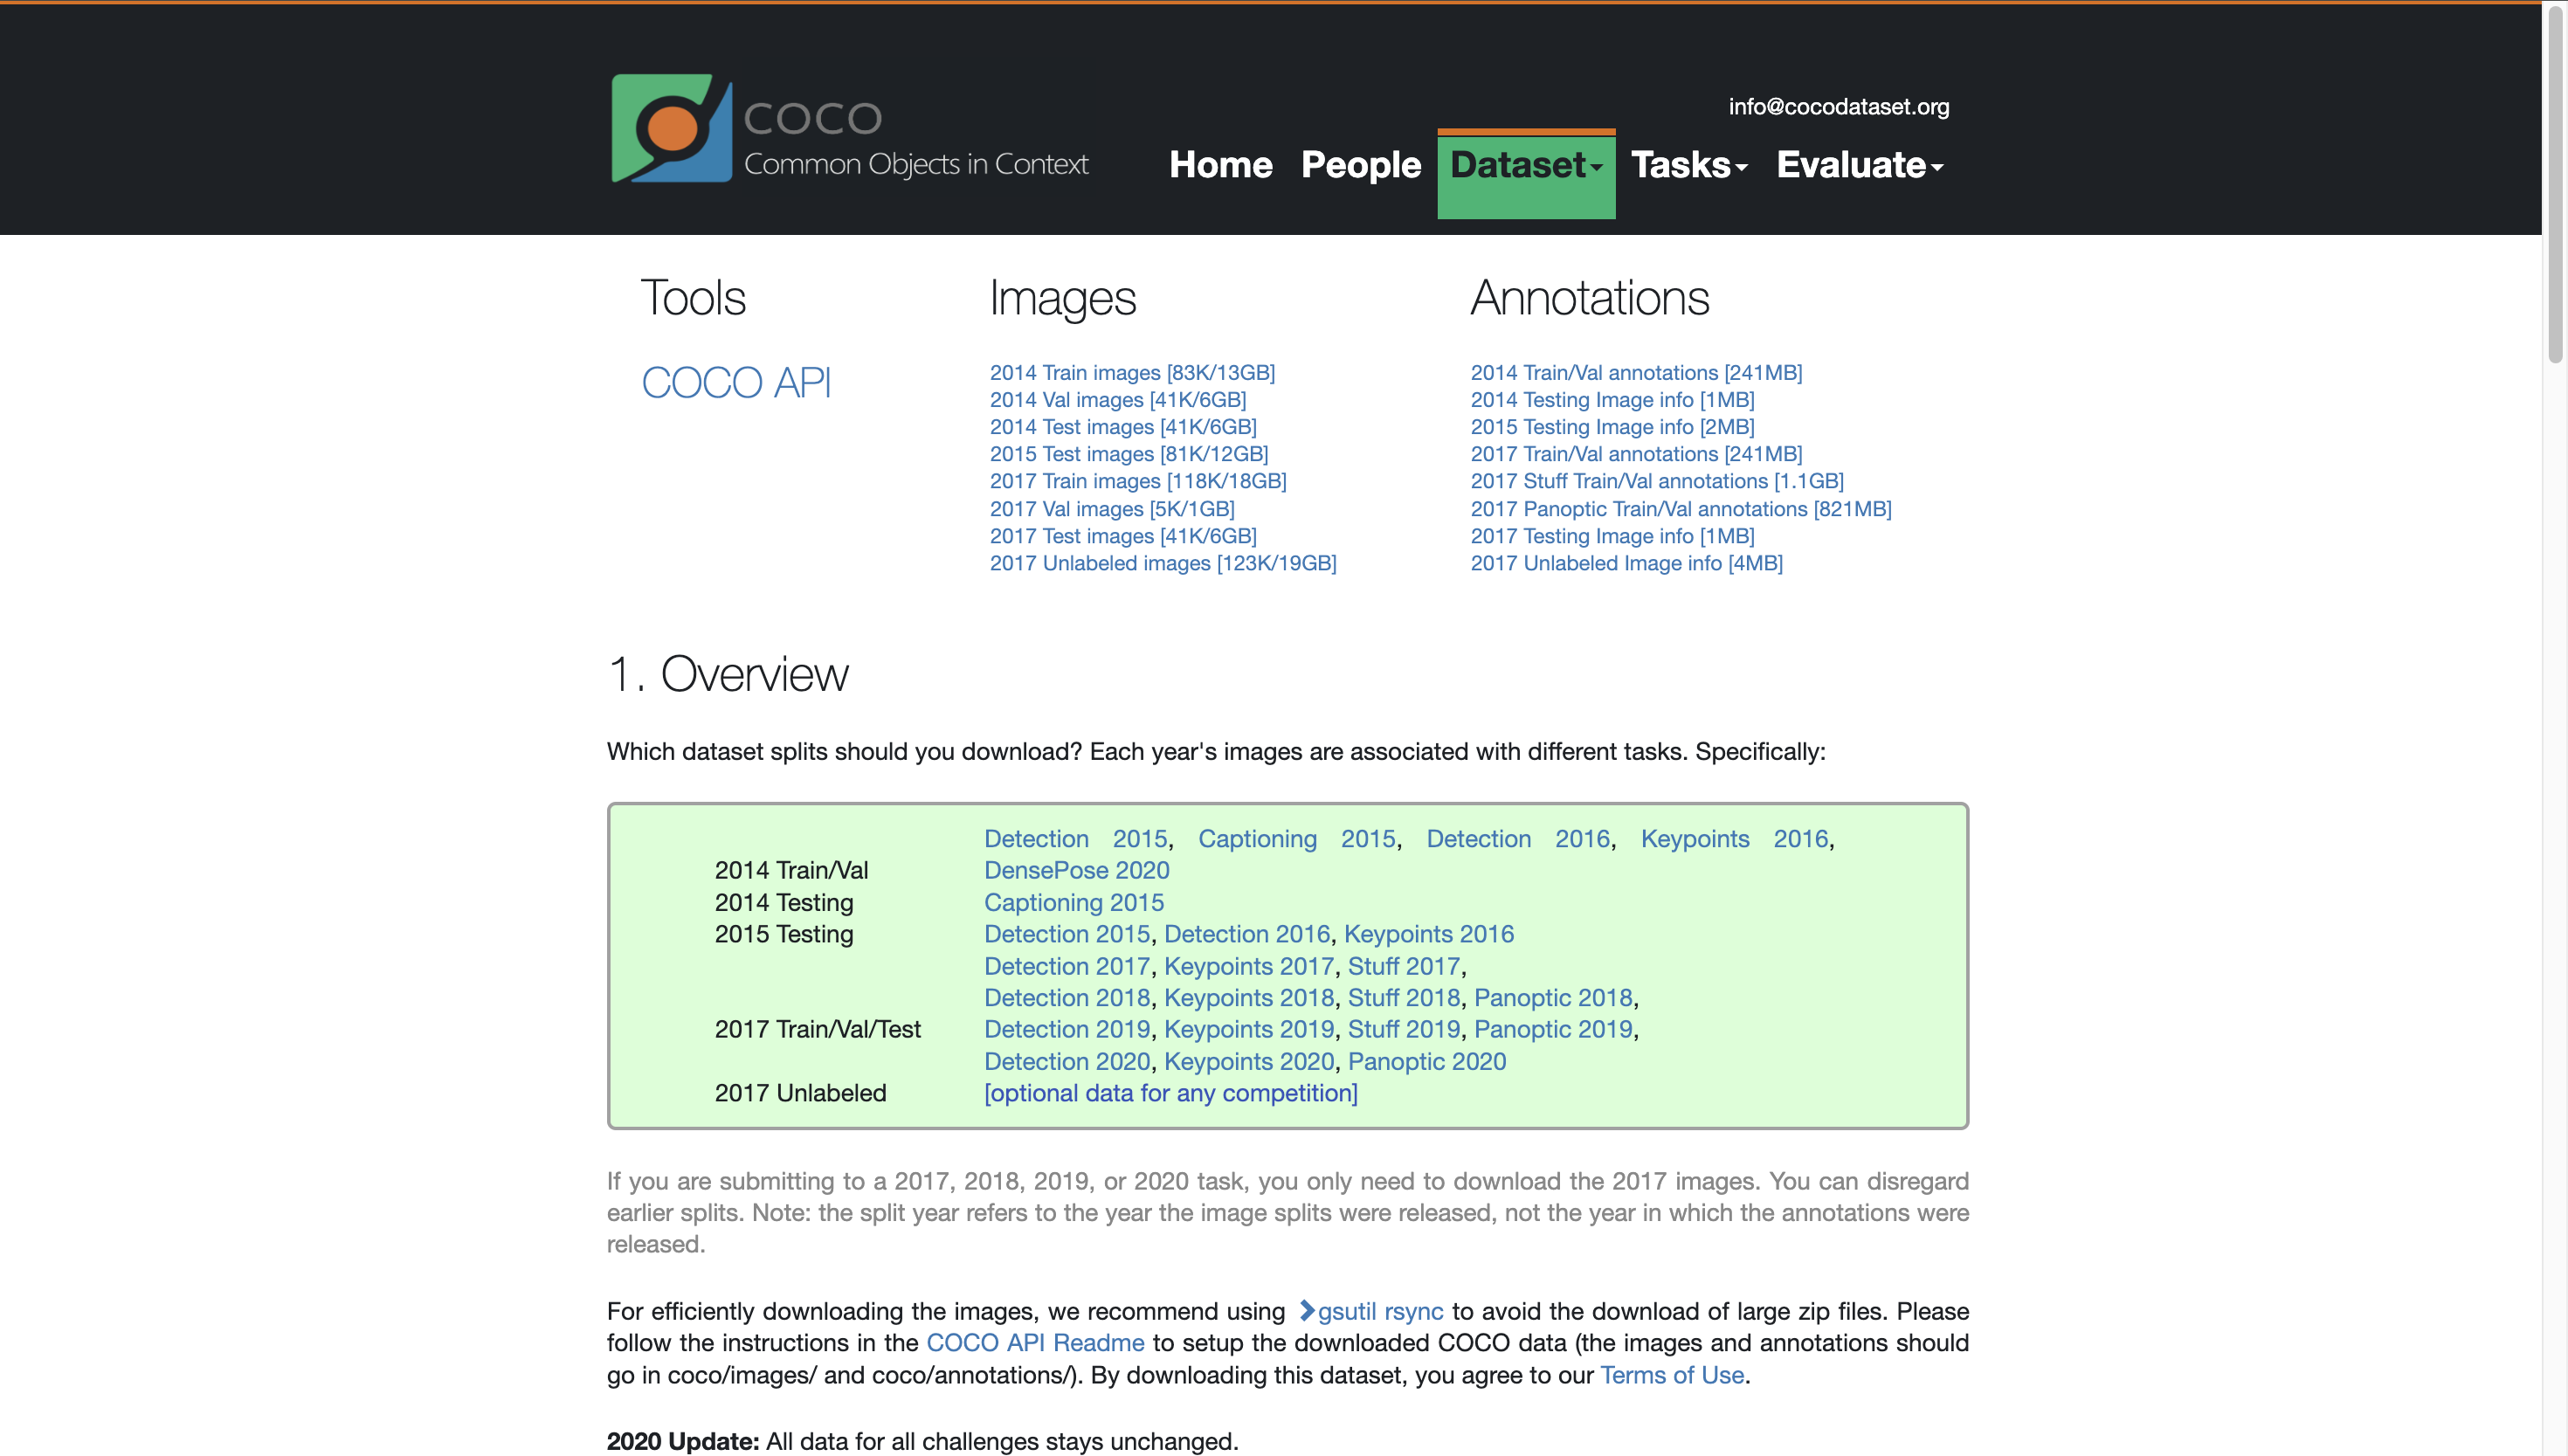 COCO
Common Objects in Context
info@cocodataset.org
Home People Dataset Tasks Evaluate
Tools
COCO API
Images
2014 Train images [83K/13GB]
2014 Val images [41K/6GB]
2014 Test images [41K/6GB]
2015 Test images [81K/12GB]
2017 Train images [118K/18GB]
2017 Val images [5K/1GB]
2017 Test images [41K/6GB]
2017 Unlabeled images [123K/19GB]
Annotations
2014 Train/Val annotations [241MB]
2014 Testing Image info [1MB]
2015 Testing Image info [2MB]
2017 Train/Val annotations [241MB]
2017 Stuff Train/Val annotations [1.1GB]
2017 Panoptic Train/Val annotations [821MB]
2017 Testing Image info [1MB]
2017 Unlabeled Image info [4MB]
1. Overview
Which dataset splits should you download? Each year's images are associated with different tasks. Specifically:
Detection 2015, Captioning 2015, Detection 2016, Keypoints 2016,
2014 Train/Val DensePose 2020
2014 Testing Captioning 2015
2015 Testing Detection 2015, Detection 2016, Keypoints 2016
Detection 2017, Keypoints 2017, Stuff 2017,
Detection 2018, Keypoints 2018, Stuff 2018, Panoptic 2018,
2017 Train/Val/Test Detection 2019, Keypoints 2019, Stuff 2019, Panoptic 2019,
Detection 2020, Keypoints 2020, Panoptic 2020
2017 Unlabeled [optional data for any competition]
If you are submitting to a 2017, 2018, 2019, or 2020 task, you only need to download the 2017 images. You can disregard
earlier splits. Note: the split year refers to the year the image splits were released, not the year in which the annotations were
released.
For efficiently downloading the images, we recommend using gsutil rsync to avoid the download of large zip files. Please
follow the instructions in the COCO API Readme to setup the downloaded COCO data (the images and annotations should
go in coco/images/ and coco/annotations/). By downloading this dataset, you agree to our Terms of Use.
2020 Update: All data for all challenges stays unchanged.